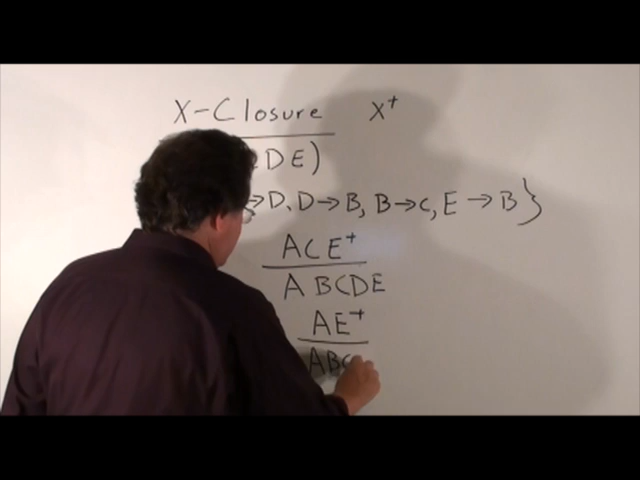 X-Closure X⁺
DE)
→D, D→B, B→C, E→B}
ACE⁺
ABCDE
AE⁺
ABC